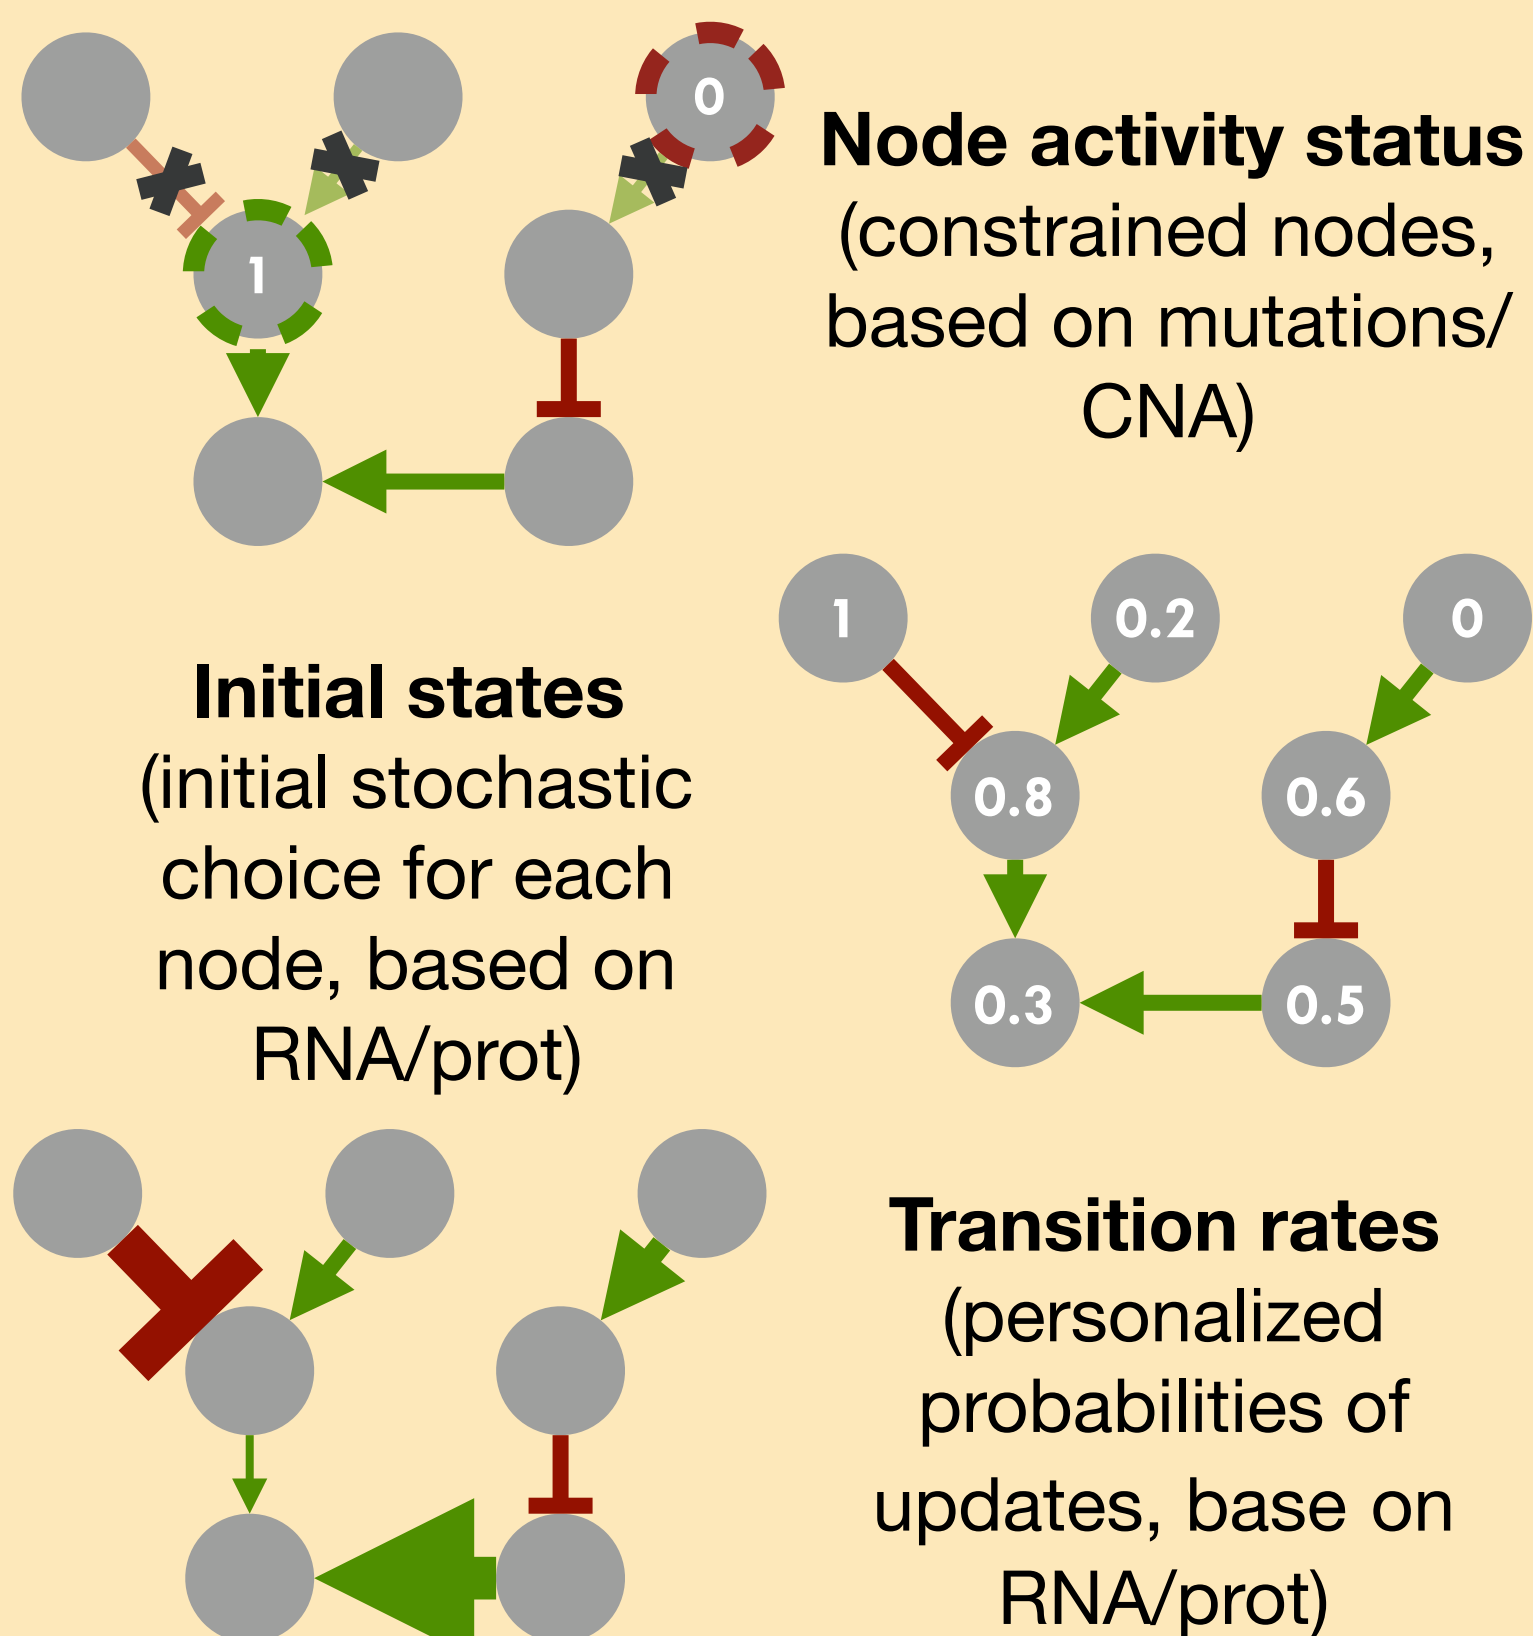 0
1
Node activity status
(constrained nodes,
based on mutations/
CNA)
Initial states
(initial stochastic
choice for each
node, based on
RNA/prot)
1
0.2
0
0.8
0.6
0.3
0.5
Transition rates
(personalized
probabilities of
updates, base on
RNA/prot)